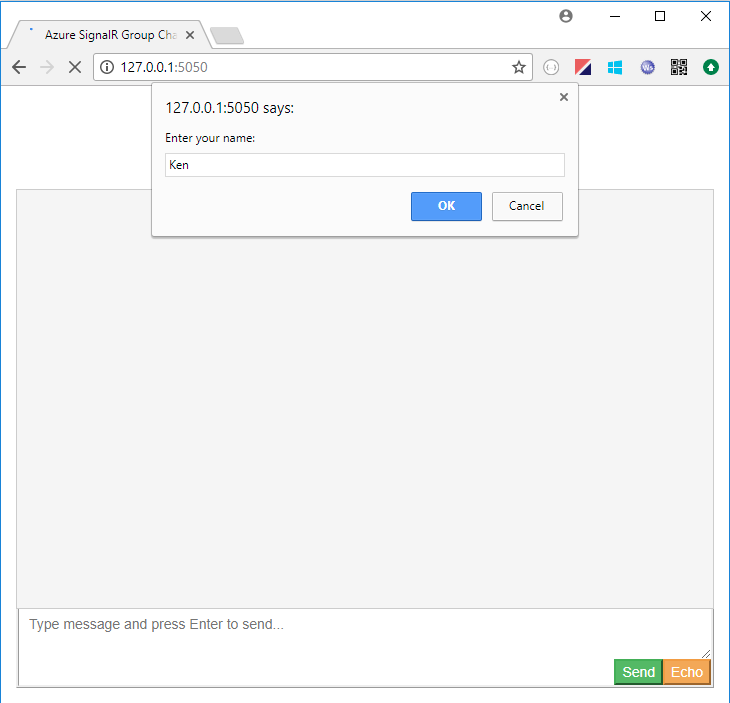 Azure SignalR Group Cha
127.0.0.1:5050
Ws
127.0.0.1:5050 says:
Enter your name:
Ken
OK
Cancel
Type message and press Enter to send...
Send
Echo